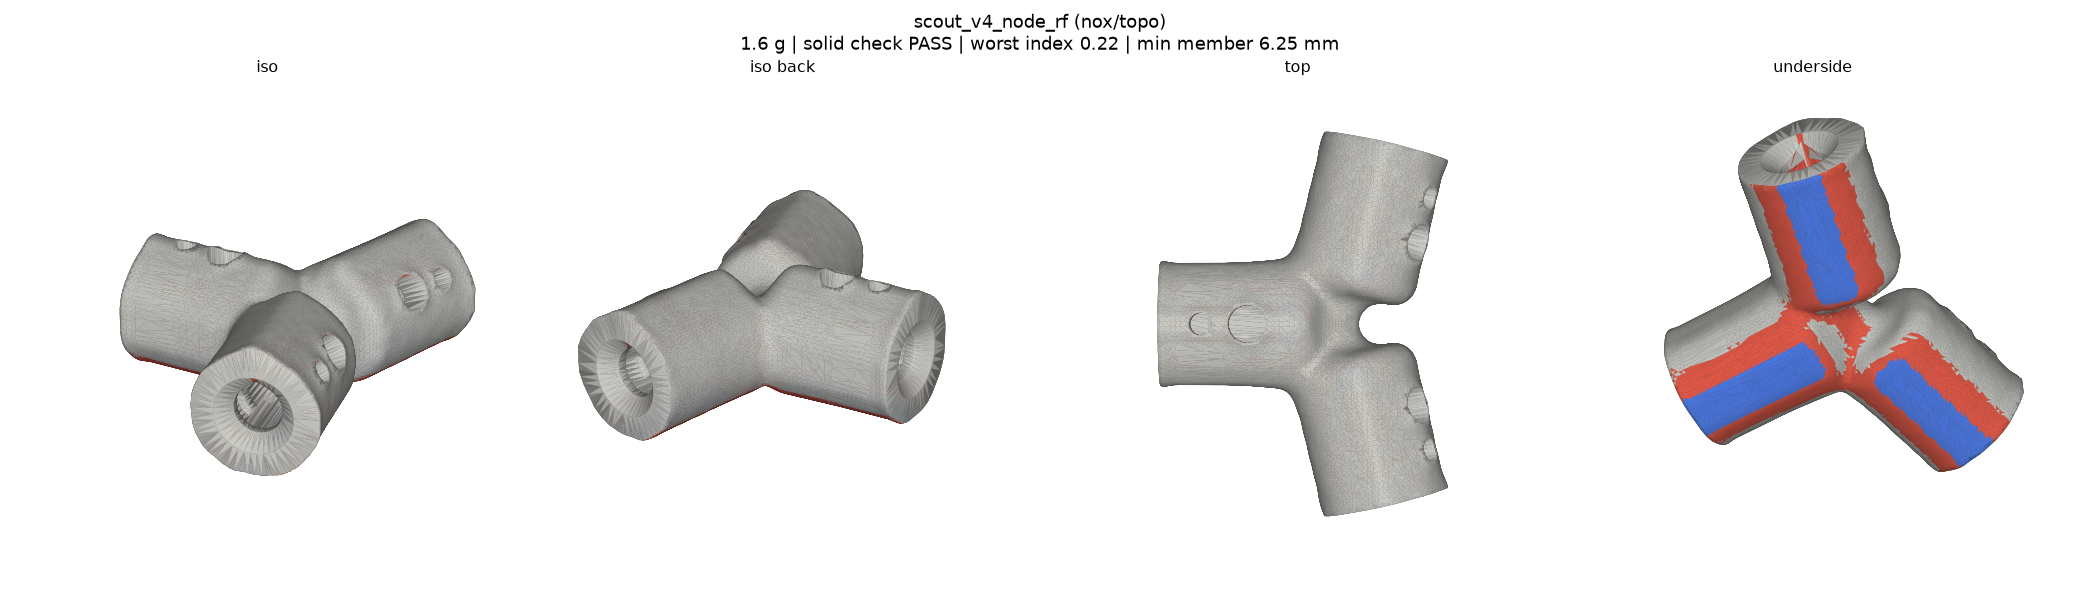 scout_v4_node_rf (nox/topo)
1.6 g | solid check PASS | worst index 0.22 | min member 6.25 mm
iso
iso back
top
underside